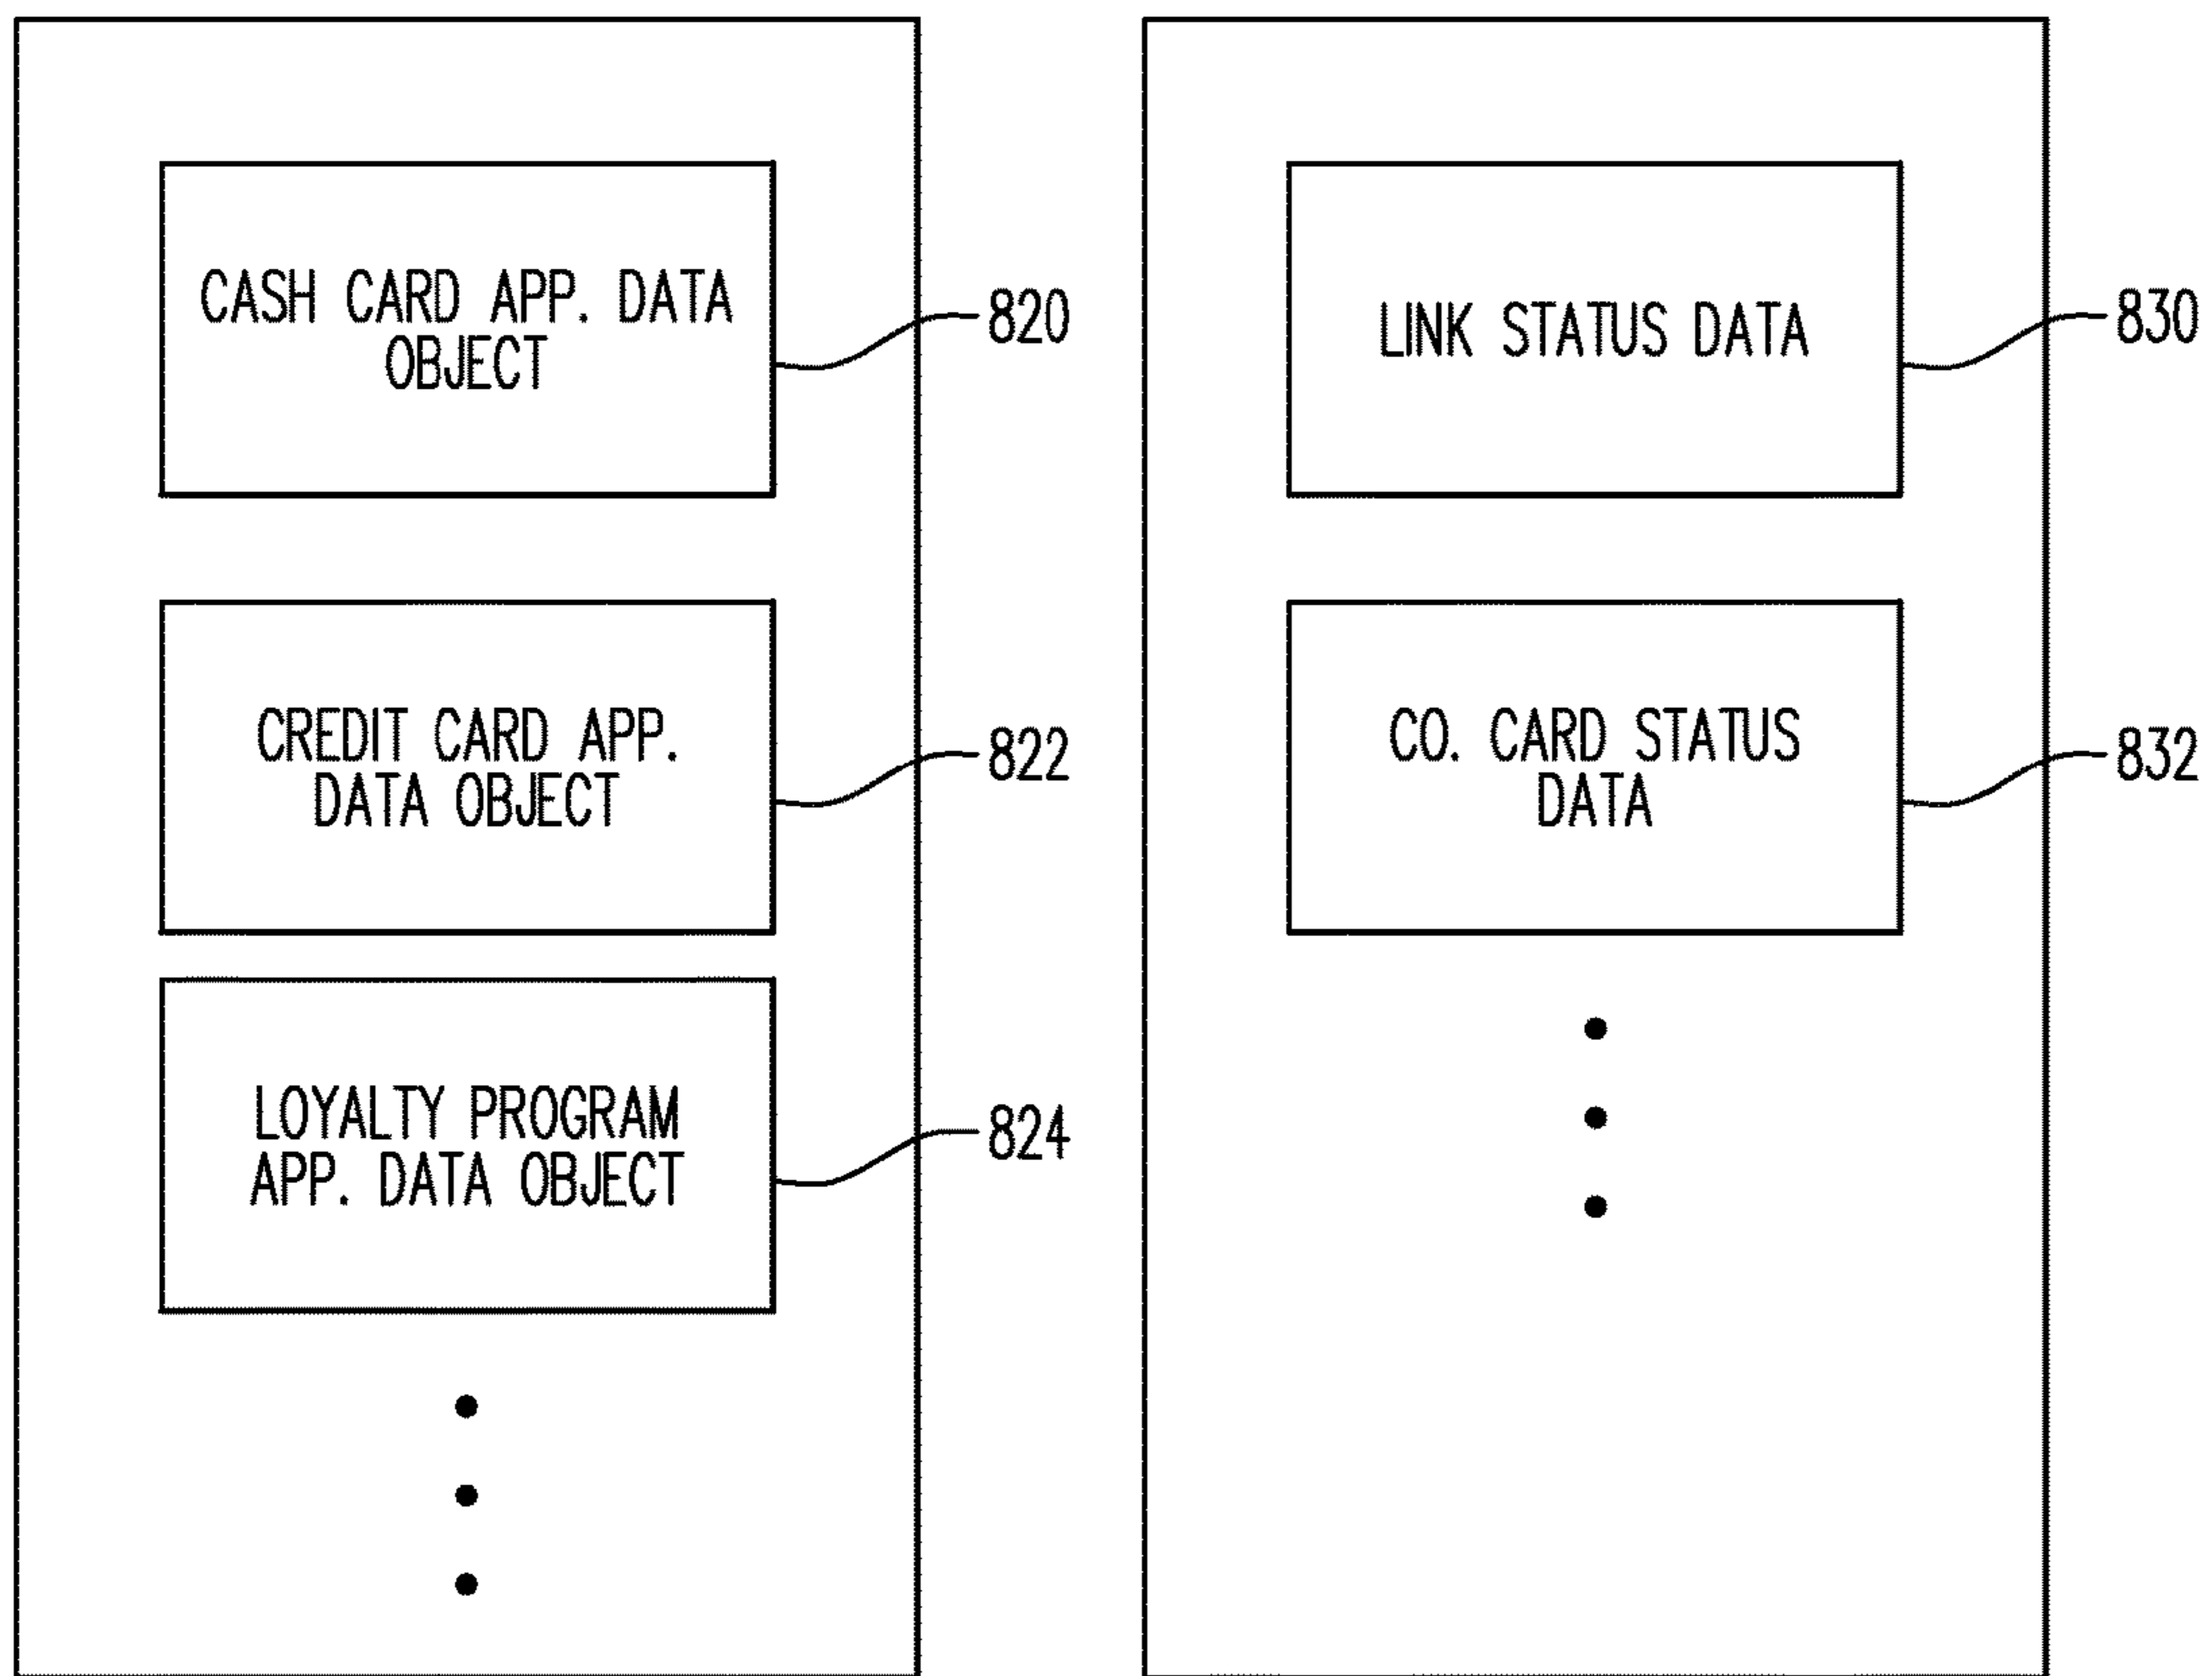 CASH CARD APP. DATA
OBJECT
820
CREDIT CARD APP.
DATA OBJECT
822
LOYALTY PROGRAM
APP. DATA OBJECT
824
LINK STATUS DATA
830
CO. CARD STATUS
DATA
832